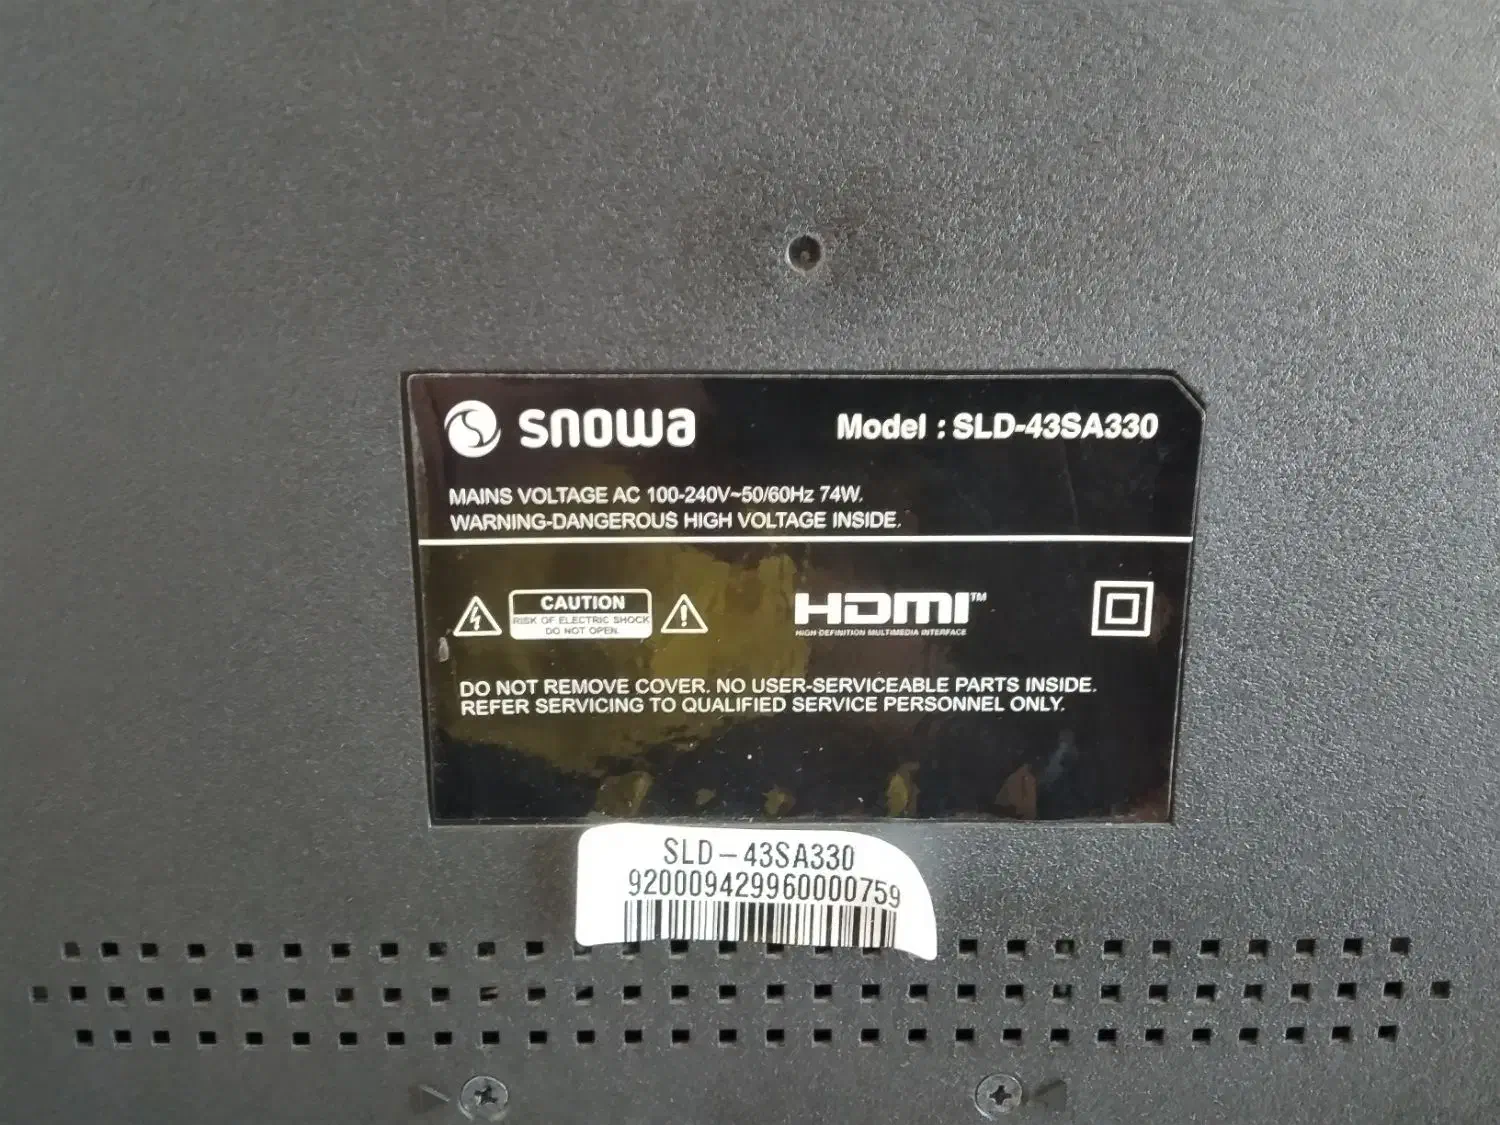 snowa
Model : SLD-43SA330
MAINS VOLTAGE AC 100-240V~50/60Hz 74W.
WARNING-DANGEROUS HIGH VOLTAGE INSIDE.
CAUTION
RISK OF ELECTRIC SHOCK
DO NOT OPEN.
HDMI™
HIGH-DEFINITION MULTIMEDIA INTERFACE
DO NOT REMOVE COVER. NO USER-SERVICEABLE PARTS INSIDE.
REFER SERVICING TO QUALIFIED SERVICE PERSONNEL ONLY.
SLD-43SA330
920009429960000759